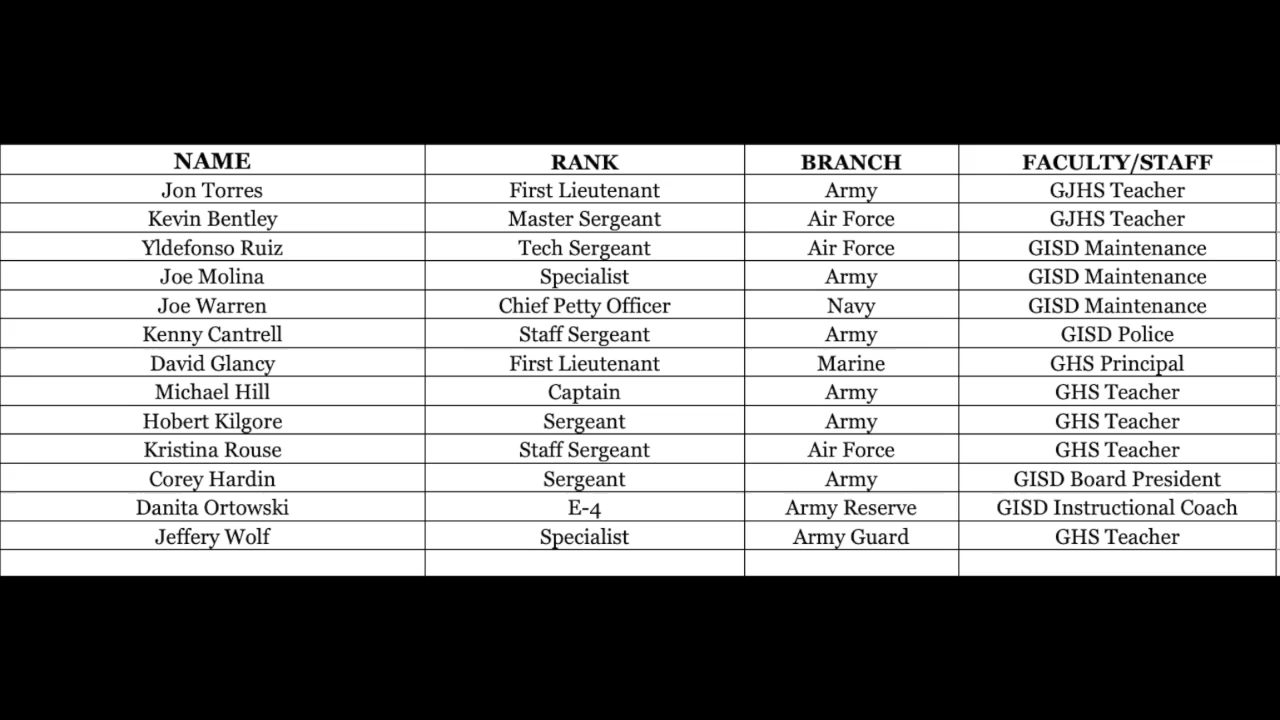 NAME RANK BRANCH FACULTY/STAFF
Jon Torres First Lieutenant Army GJHS Teacher
Kevin Bentley Master Sergeant Air Force GJHS Teacher
Yldefonso Ruiz Tech Sergeant Air Force GISD Maintenance
Joe Molina Specialist Army GISD Maintenance
Joe Warren Chief Petty Officer Navy GISD Maintenance
Kenny Cantrell Staff Sergeant Army GISD Police
David Glancy First Lieutenant Marine GHS Principal
Michael Hill Captain Army GHS Teacher
Hobert Kilgore Sergeant Army GHS Teacher
Kristina Rouse Staff Sergeant Air Force GHS Teacher
Corey Hardin Sergeant Army GISD Board President
Danita Ortowski E-4 Army Reserve GISD Instructional Coach
Jeffery Wolf Specialist Army Guard GHS Teacher